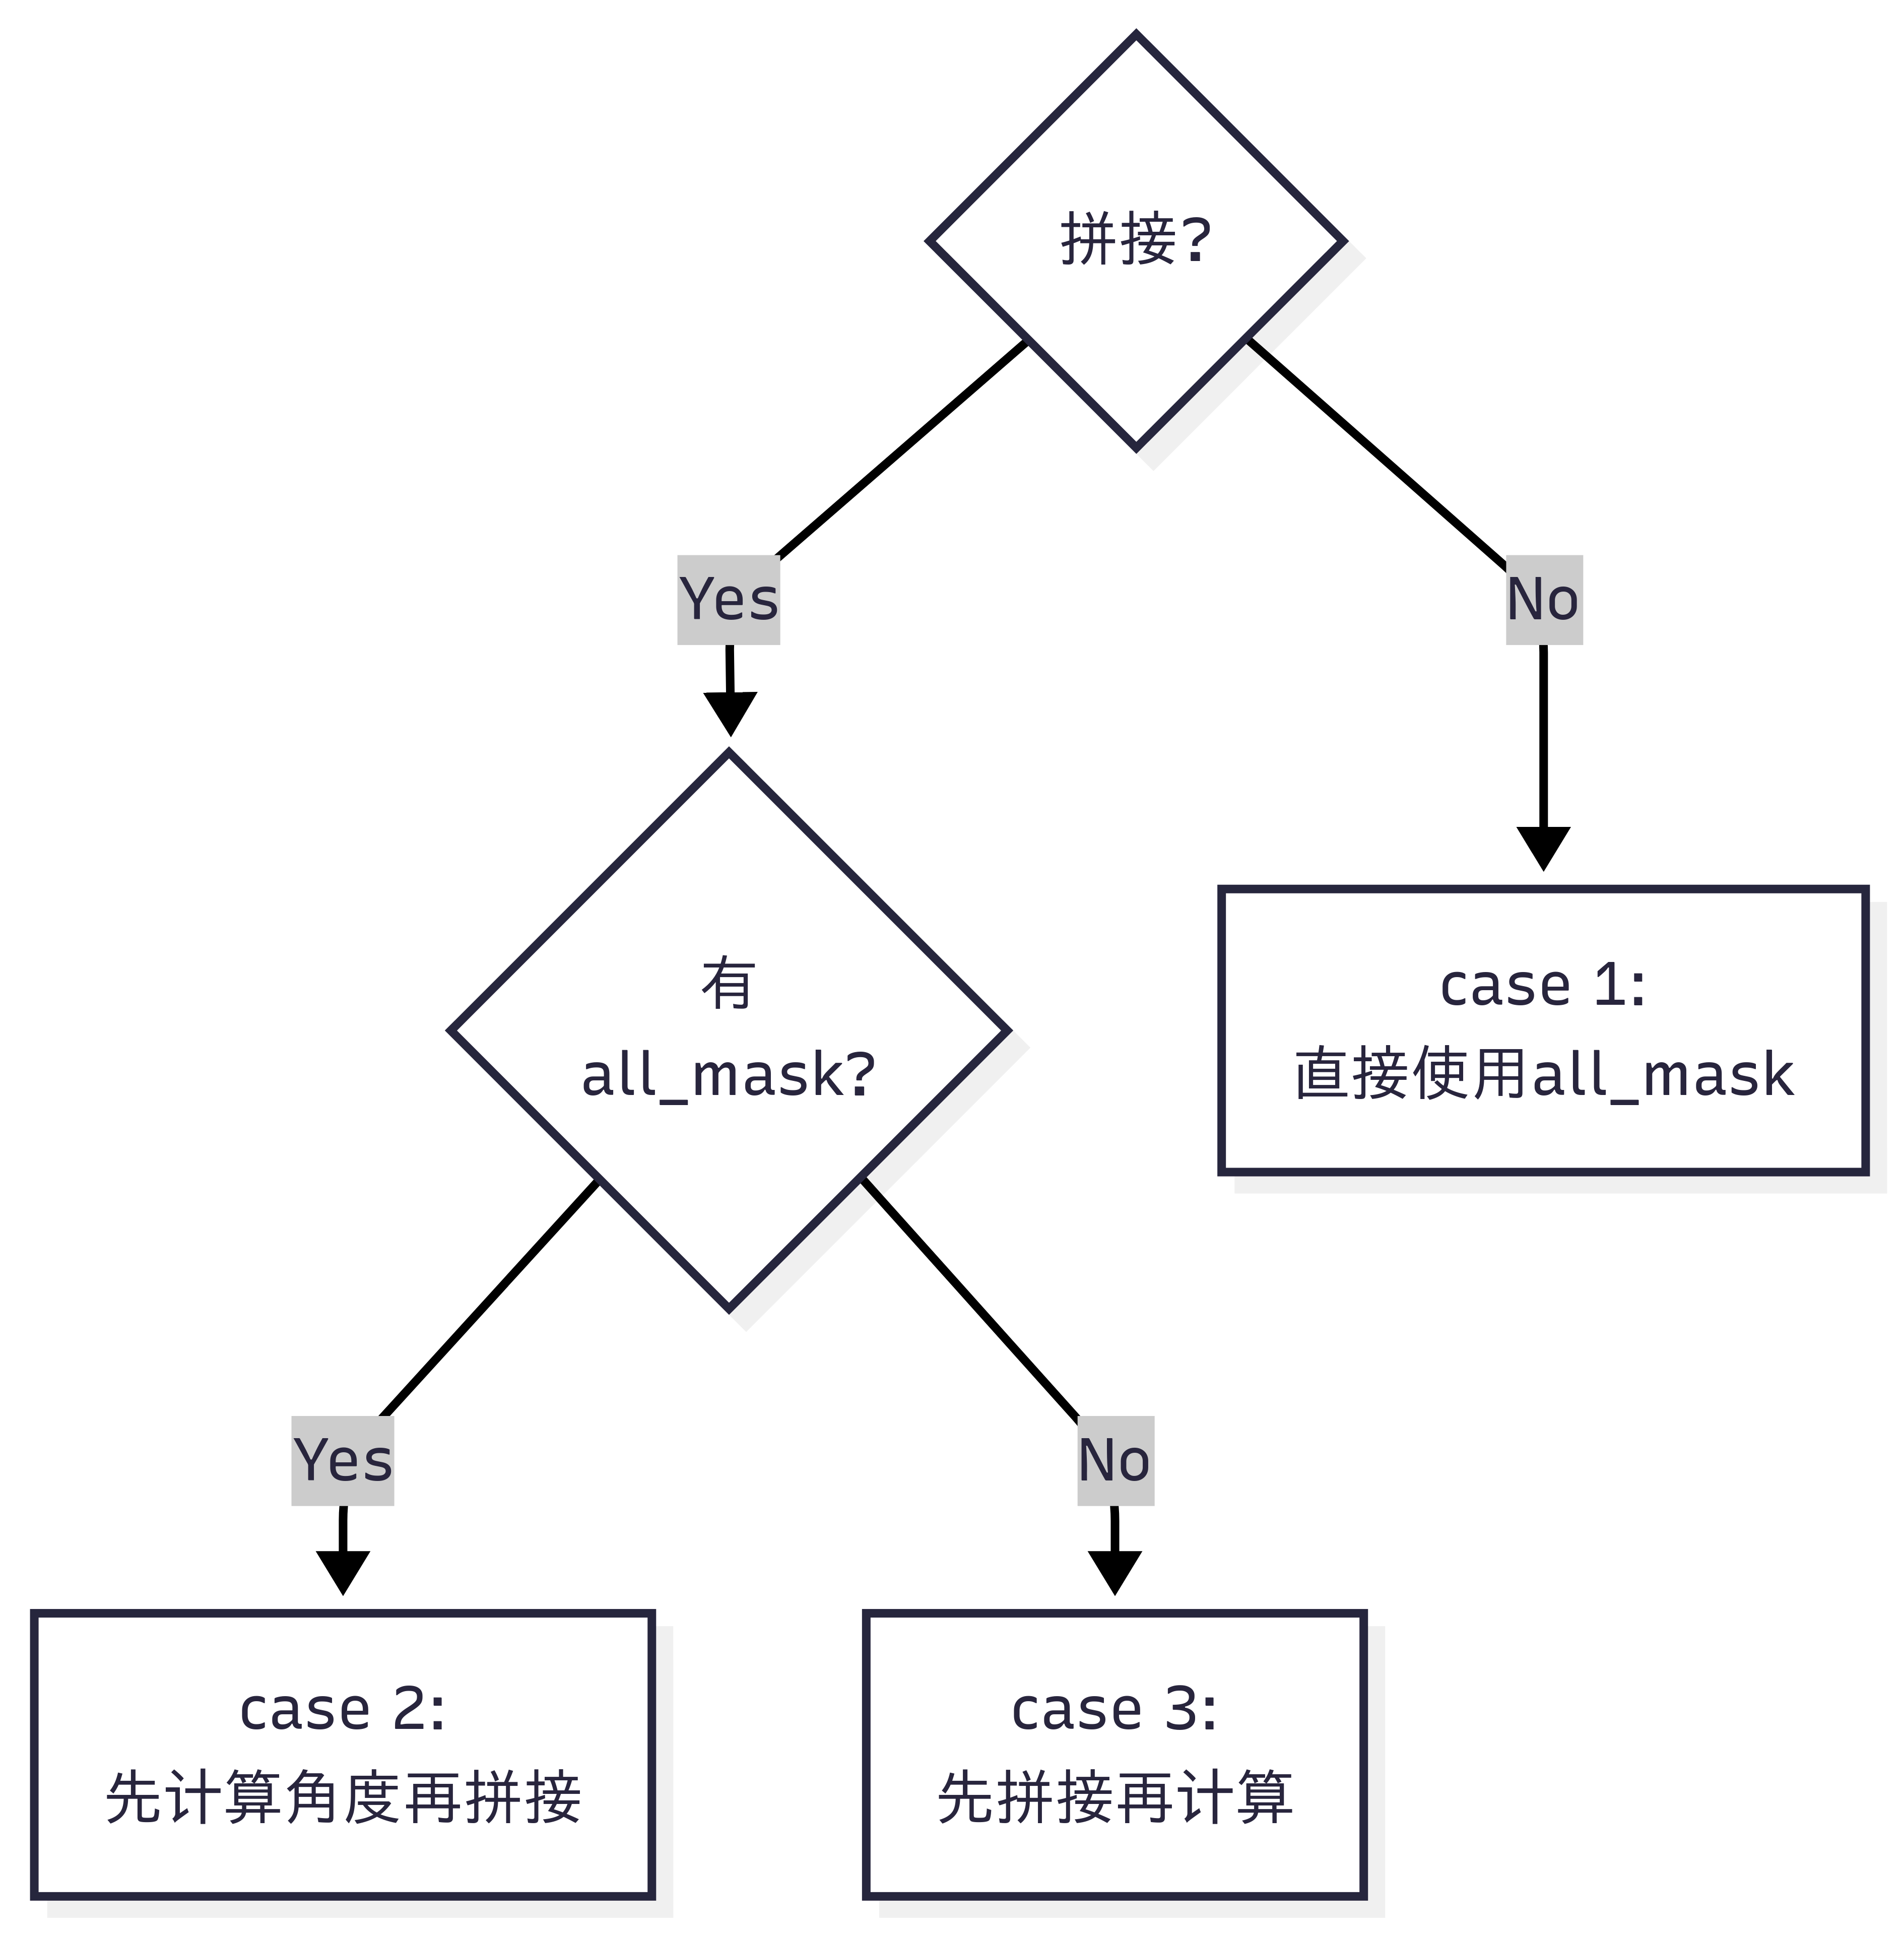 拼接?
Yes
No
有
all_mask?
case 1:
直接使用all_mask
Yes
No
case 2:
先计算角度再拼接
case 3:
先拼接再计算